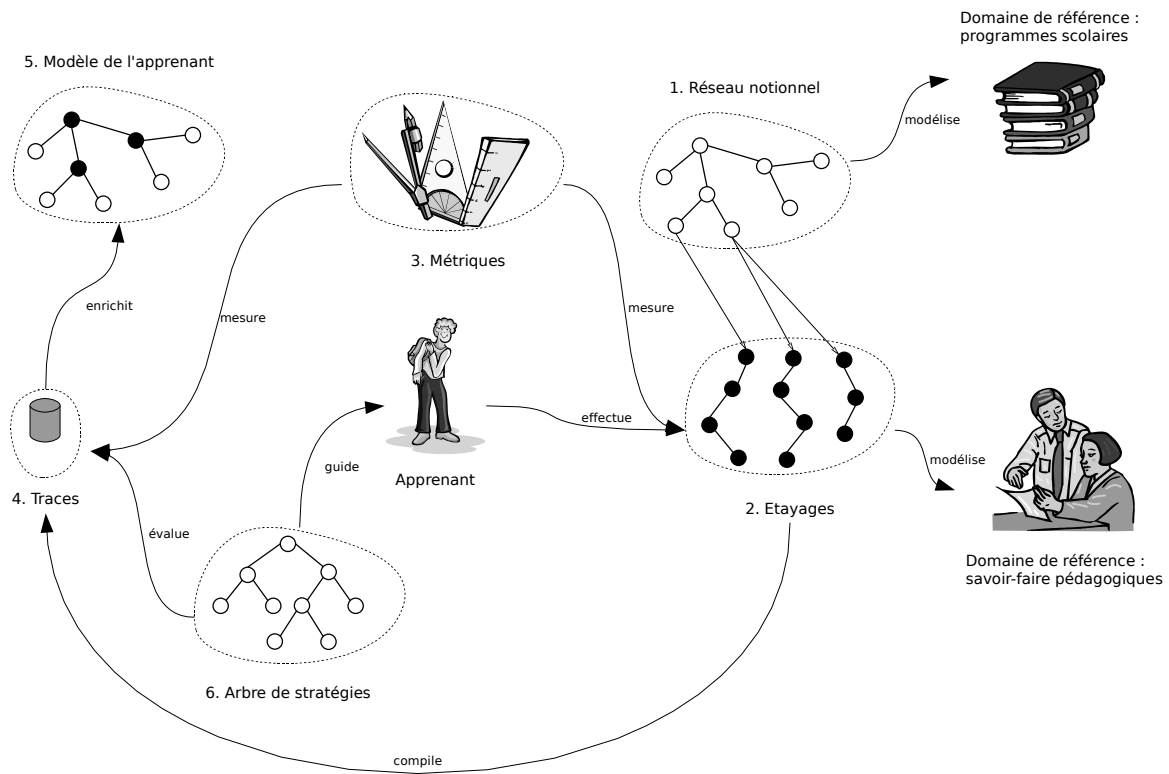 Domaine de référence :
programmes scolaires
5. Modèle de l'apprenant
1. Réseau notionnel
modélise
3. Métriques
enrichit
mesure
mesure
effectue
modélise
guide
Apprenant
4. Traces
2. Etayages
évalue
Domaine de référence :
savoir-faire pédagogiques
6. Arbre de stratégies
compile